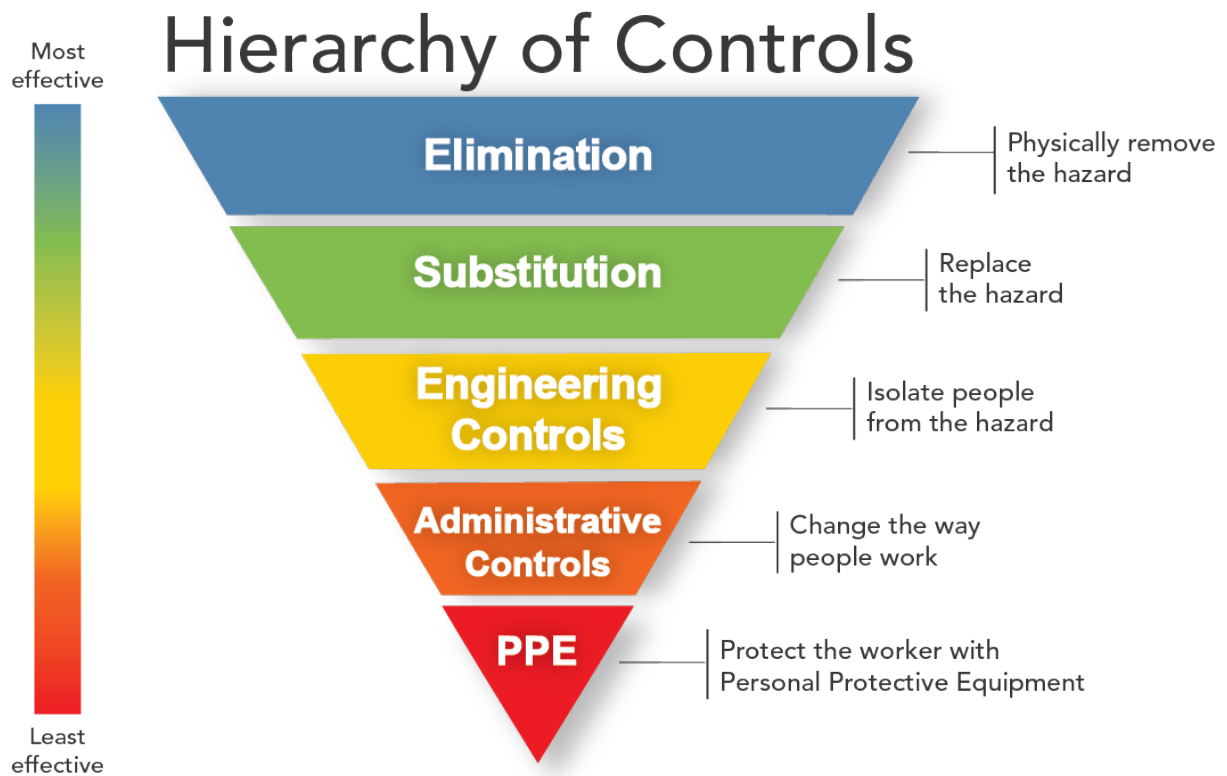 Hierarchy of Controls
Most
effective
Elimination
Physically remove
the hazard
Substitution
Replace
the hazard
Engineering
Controls
Isolate people
from the hazard
Administrative
Controls
Change the way
people work
PPE
Protect the worker with
Personal Protective Equipment
Least
effective